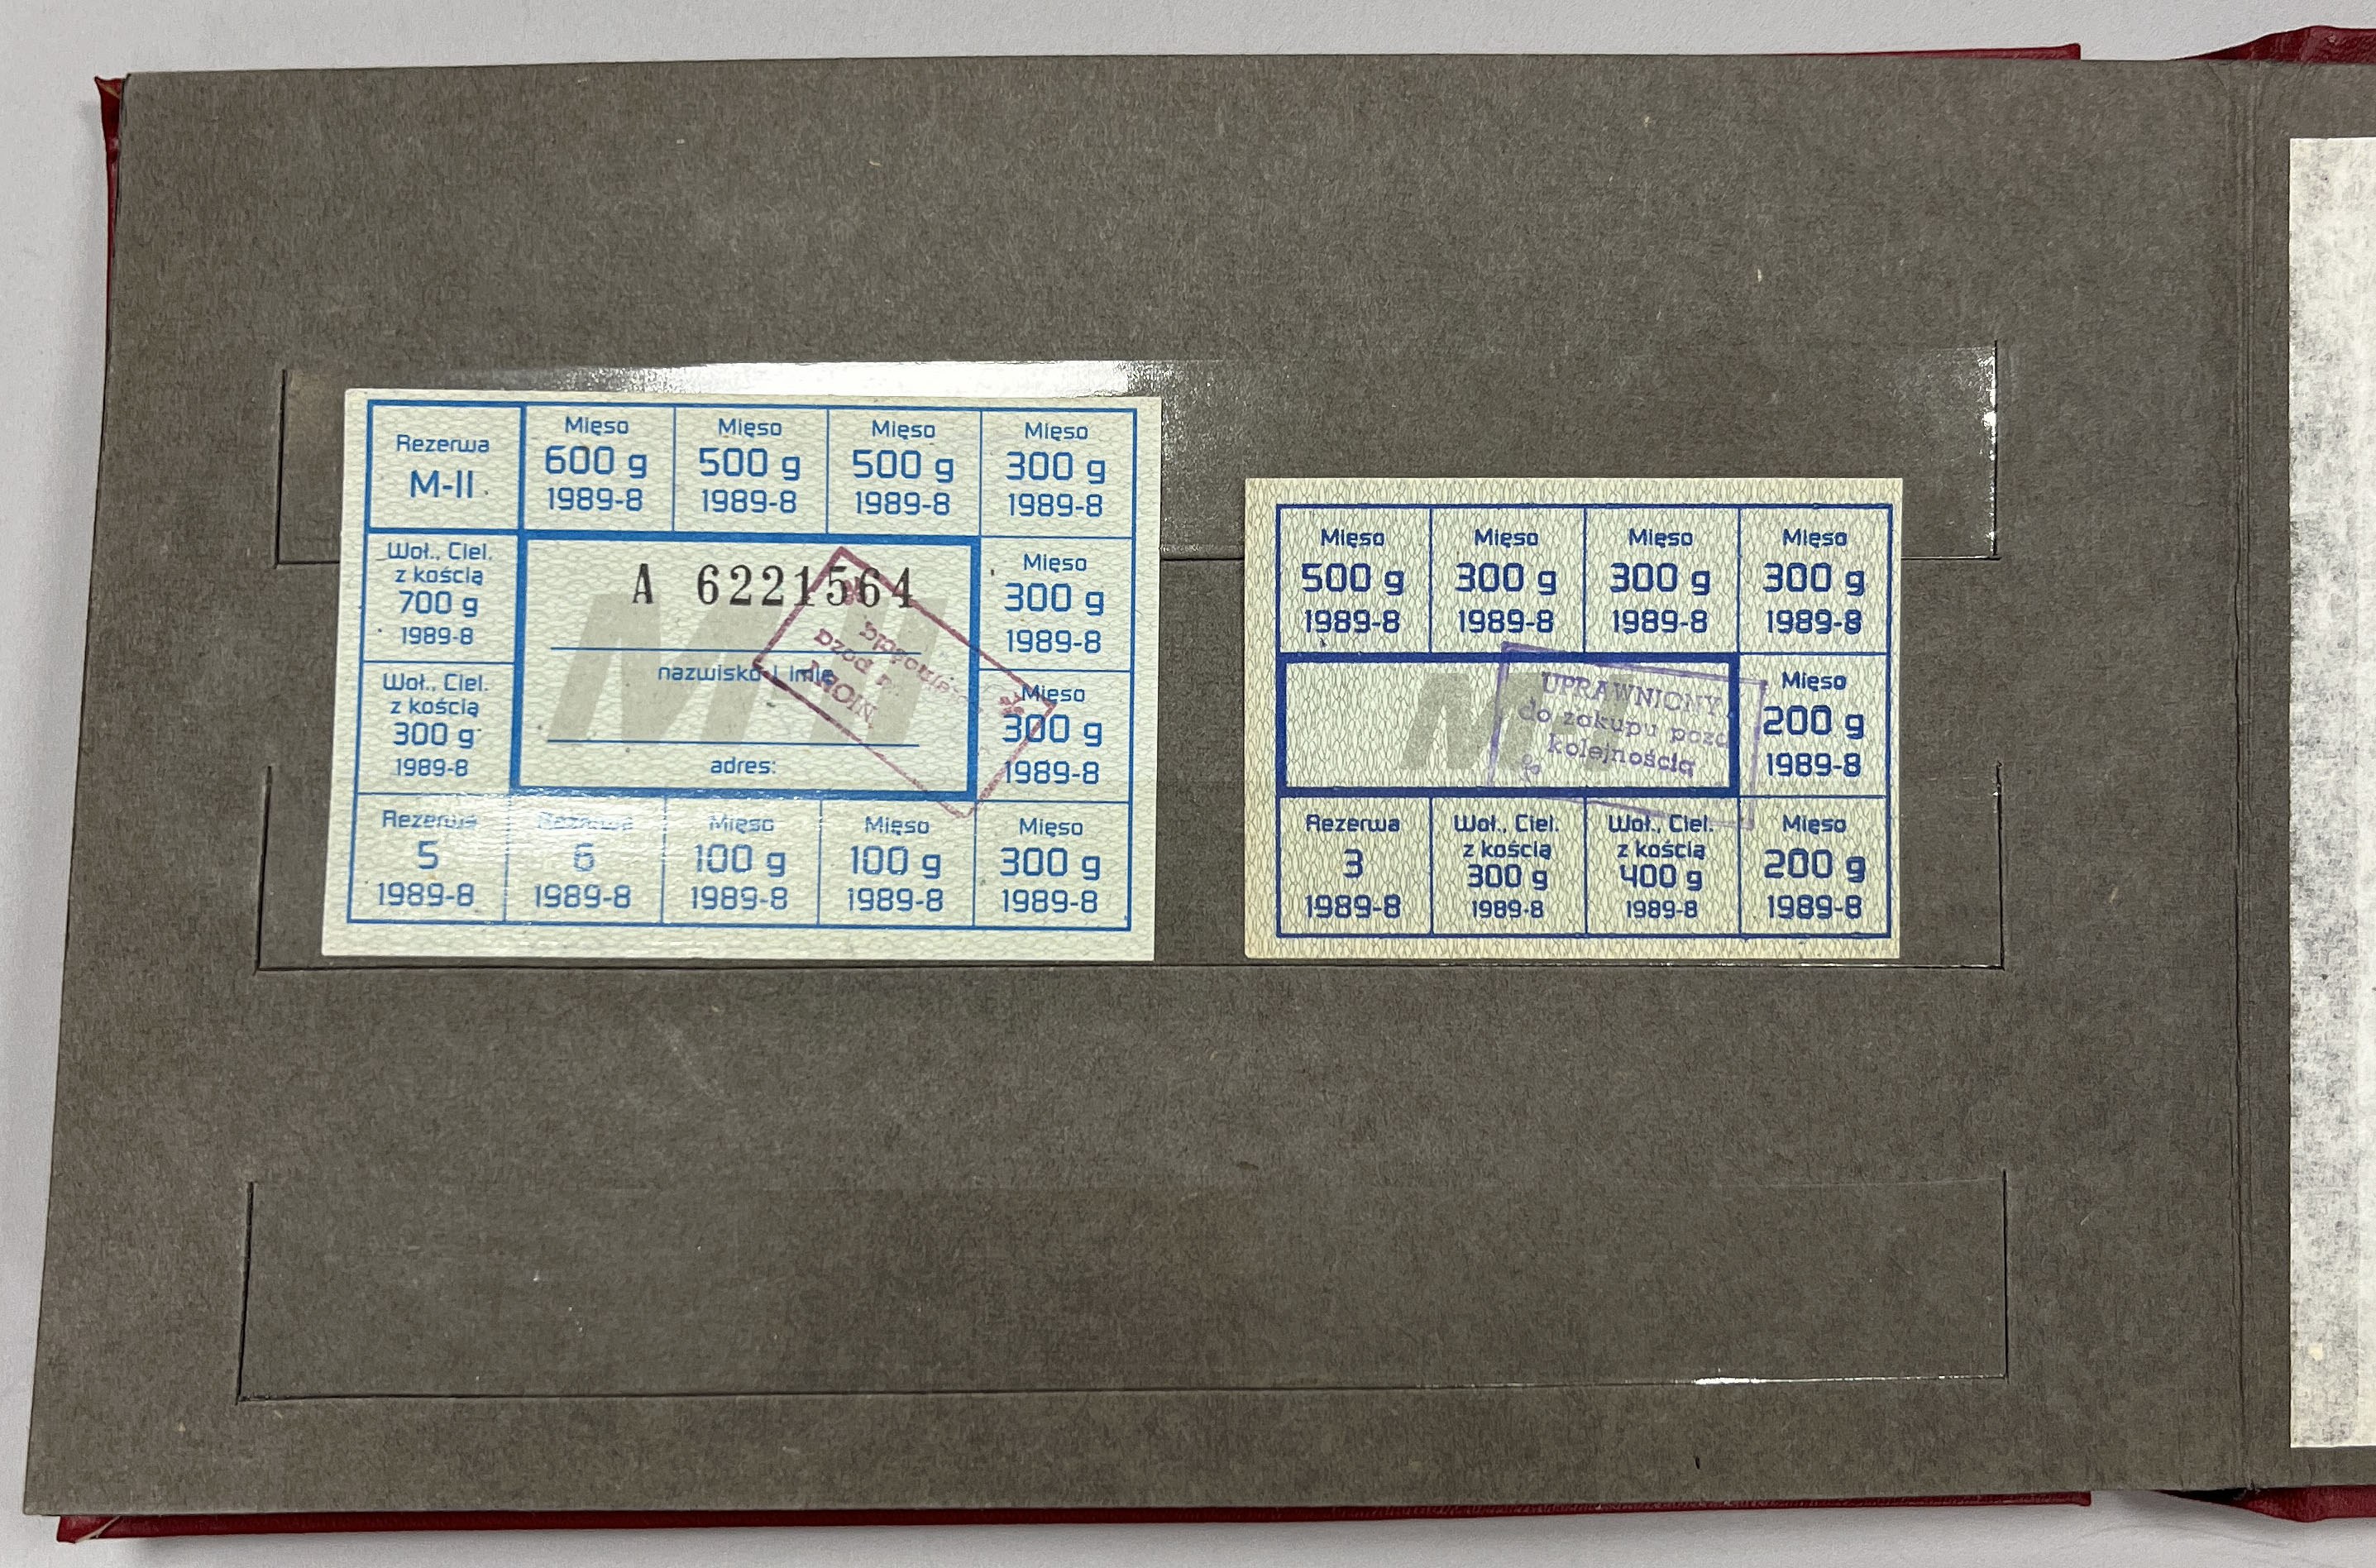 Rezerwa
M-II
Mięso
600 g
1989-8
Mięso
500 g
1989-8
Mięso
500 g
1989-8
Mięso
300 g
1989-8
Woł., Ciel.
z kością
700 g
1989-8
A 6221564
nazwisko i imię
adres:
M-II
Mięso
300 g
1989-8
Woł., Ciel.
z kością
300 g
1989-8
Mięso
300 g
1989-8
Rezerwa
5
1989-8
Rezerwa
6
1989-8
Mięso
100 g
1989-8
Mięso
100 g
1989-8
Mięso
300 g
1989-8
Mięso
500 g
1989-8
Mięso
300 g
1989-8
Mięso
300 g
1989-8
Mięso
300 g
1989-8
UPRAWNIONY
do zakupu poza
kolejnością
Mięso
200 g
1989-8
Rezerwa
3
1989-8
Woł., Ciel.
z kością
300 g
1989-8
Woł., Ciel.
z kością
400 g
1989-8
Mięso
200 g
1989-8